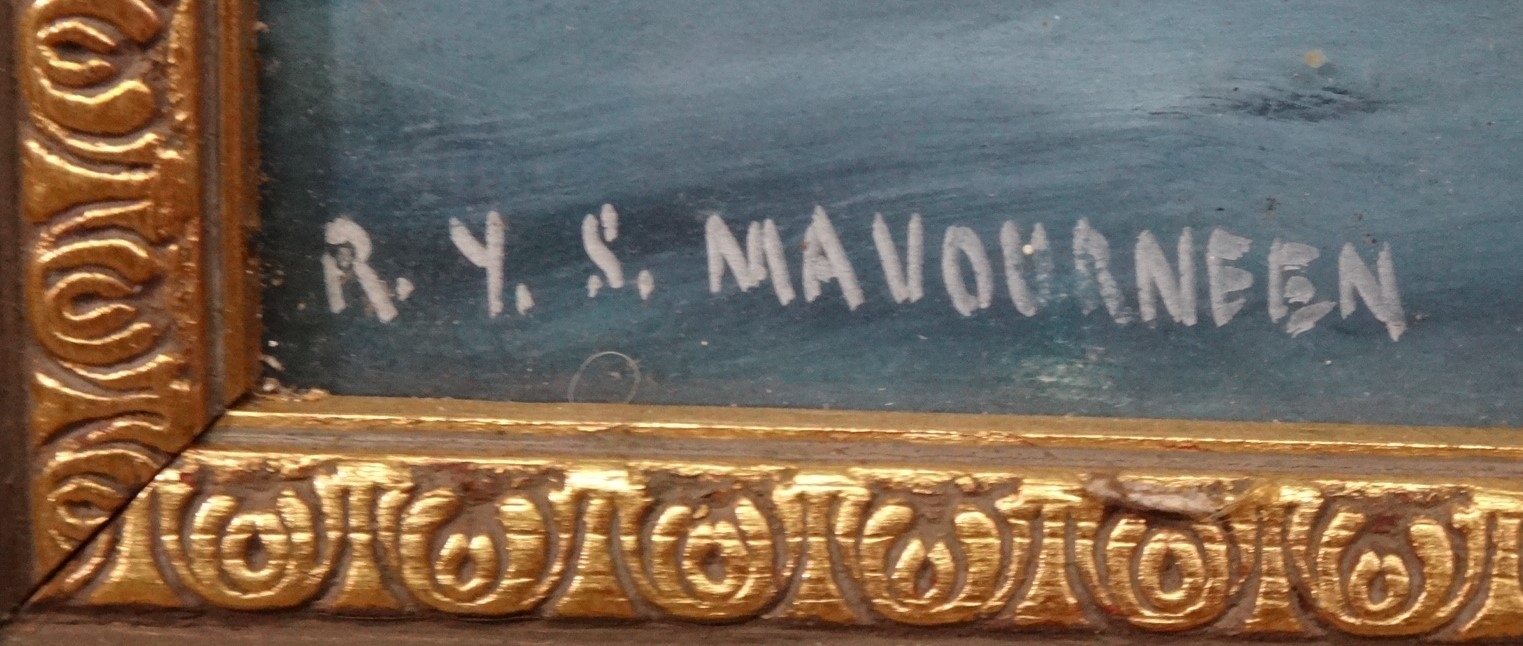 R. Y. S. MAVOURNEEN